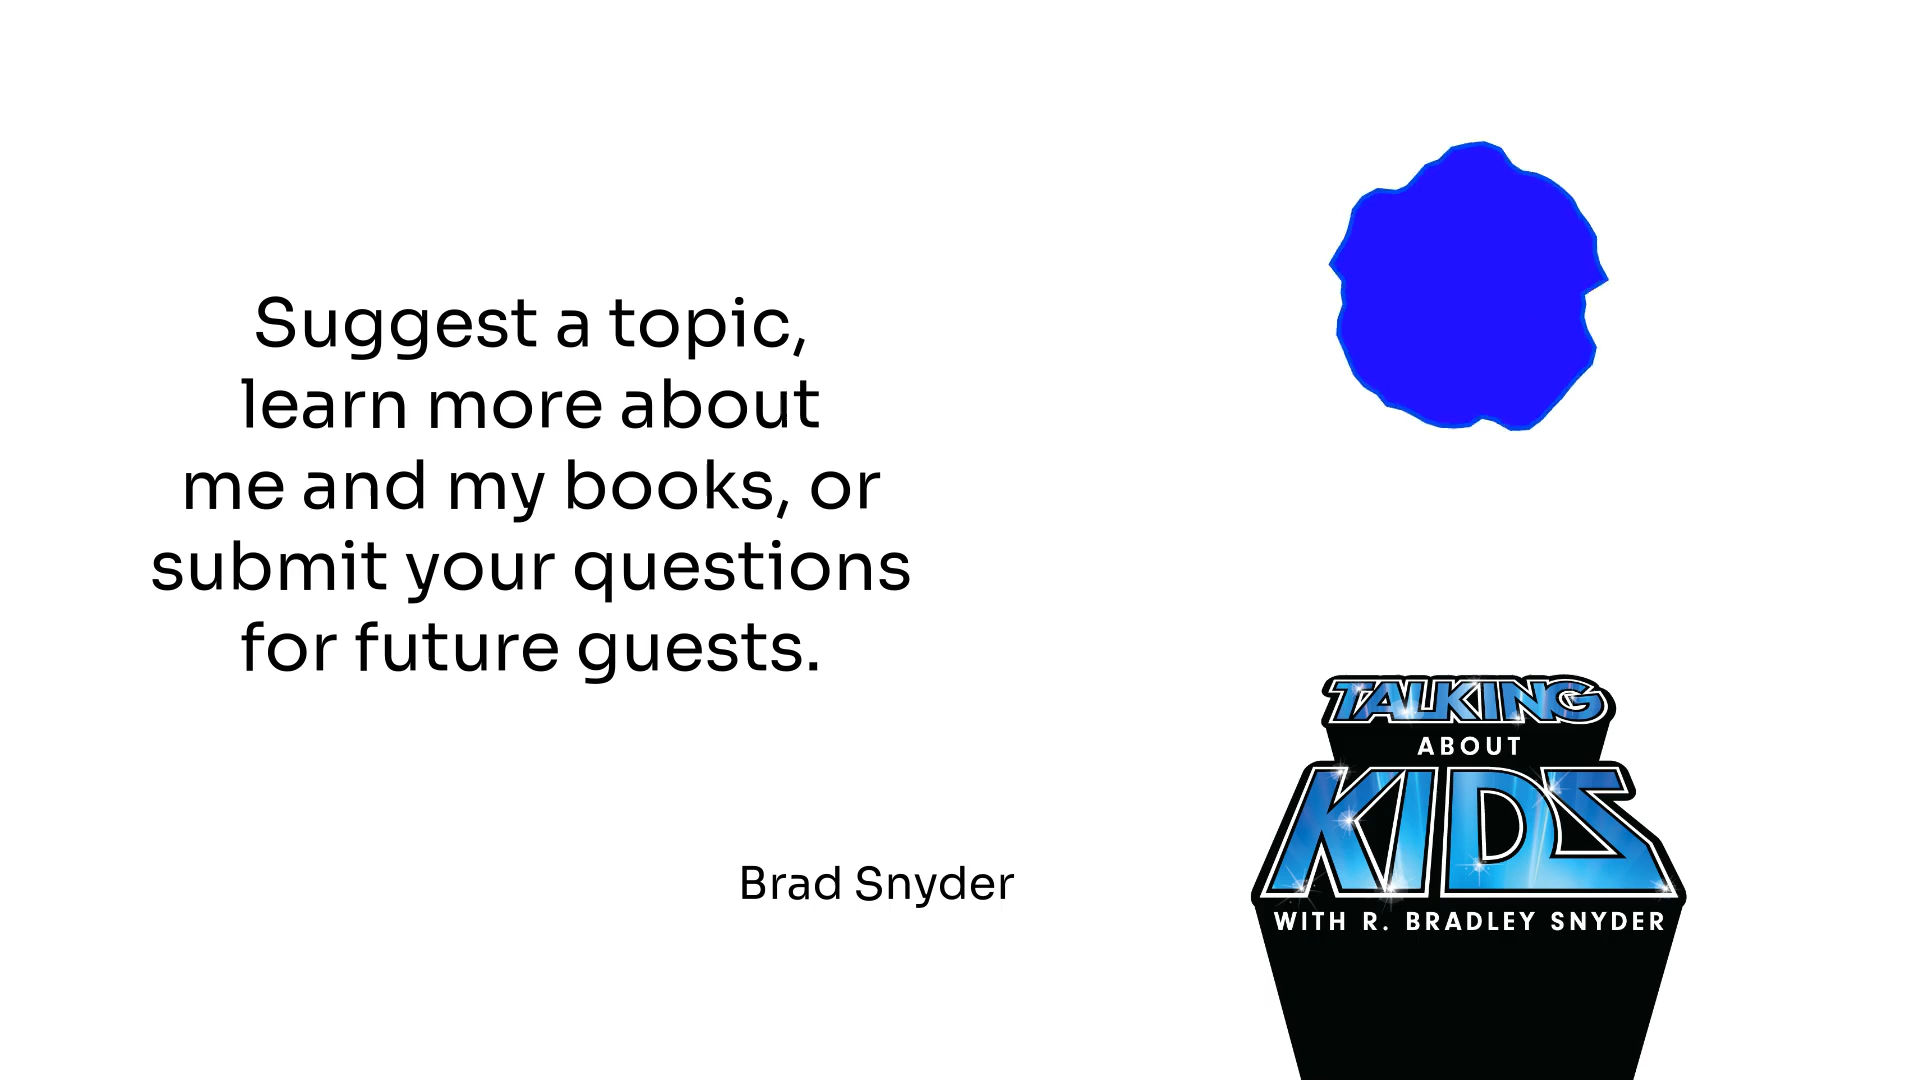 Suggest a topic,
learn more about
me and my books, or
submit your questions
for future guests.
Brad Snyder
TALKING
ABOUT
KIDS
WITH R. BRADLEY SNYDER